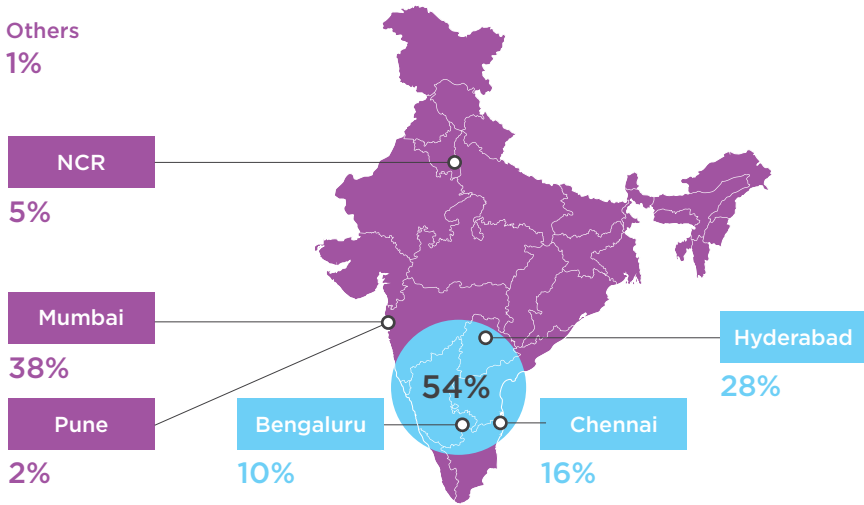 Others
1%
NCR
5%
Mumbai
38%
Pune
2%
54%
Hyderabad
28%
Bengaluru
10%
Chennai
16%